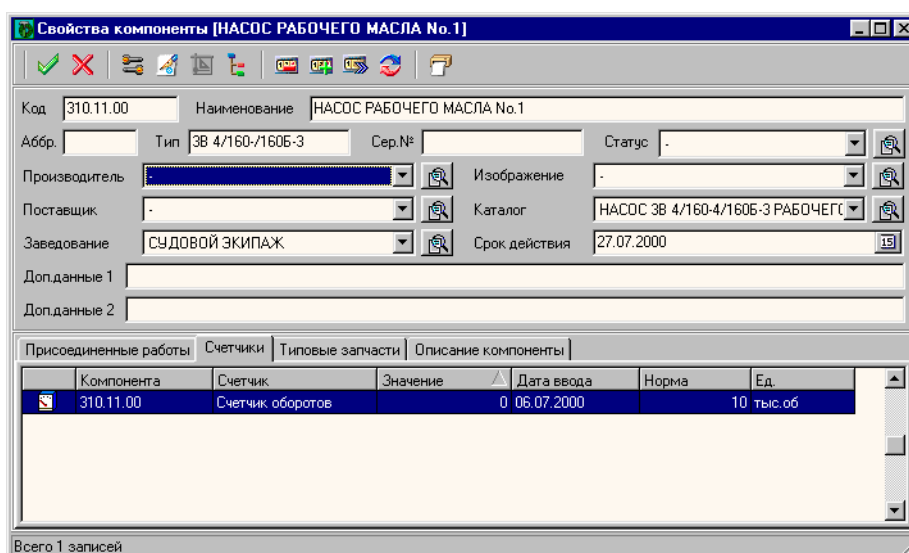 Свойства компоненты [НАСОС РАБОЧЕГО МАСЛА No.1]
Код 310.11.00 Наименование НАСОС РАБОЧЕГО МАСЛА No.1
Аббр. Тип ЗВ 4/160-/160Б-3 Сер.№ Статус -
Производитель - Изображение -
Поставщик - Каталог НАСОС ЗВ 4/160-4/160Б-3 РАБОЧЕГО
Заведование СУДОВОЙ ЭКИПАЖ Срок действия 27.07.2000 15
Доп.данные 1
Доп.данные 2
Присоединенные работы Счетчики Типовые запчасти Описание компоненты
Компонента Счетчик Значение Дата ввода Норма Ед.
310.11.00 Счетчик оборотов 0 06.07.2000 10 тыс.об
Всего 1 записей